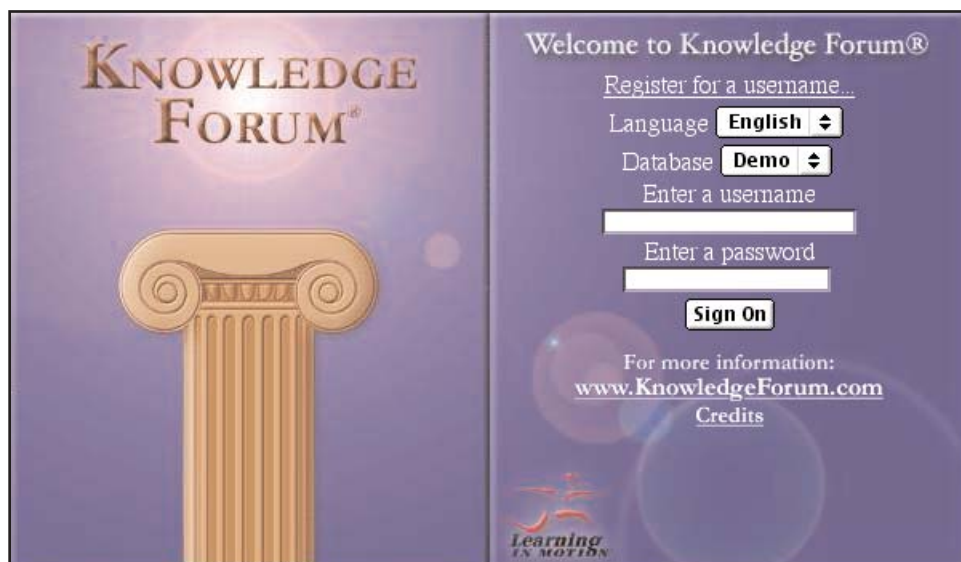 KNOWLEDGE
FORUM®
Welcome to Knowledge Forum®
Register for a username...
Language English
Database Demo
Enter a username
Enter a password
Sign On
For more information:
www.KnowledgeForum.com
Credits
Learning
IN MOTION